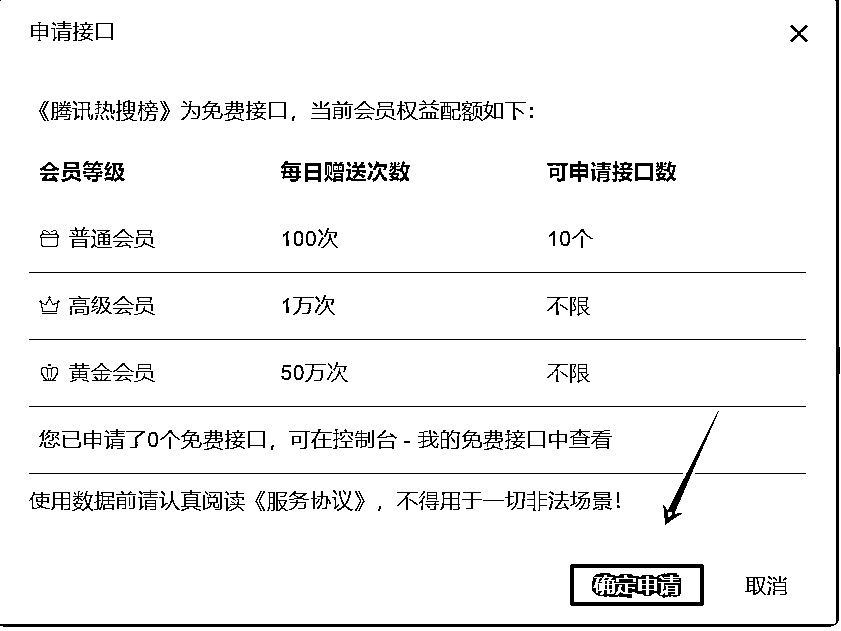 申请接口
《腾讯热搜榜》为免费接口，当前会员权益配额如下：
会员等级 每日赠送次数 可申请接口数
普通会员 100次 10个
高级会员 1万次 不限
黄金会员 50万次 不限
您已申请了0个免费接口，可在控制台 - 我的免费接口中查看
使用数据前请认真阅读《服务协议》，不得用于一切非法场景！
确定申请 取消